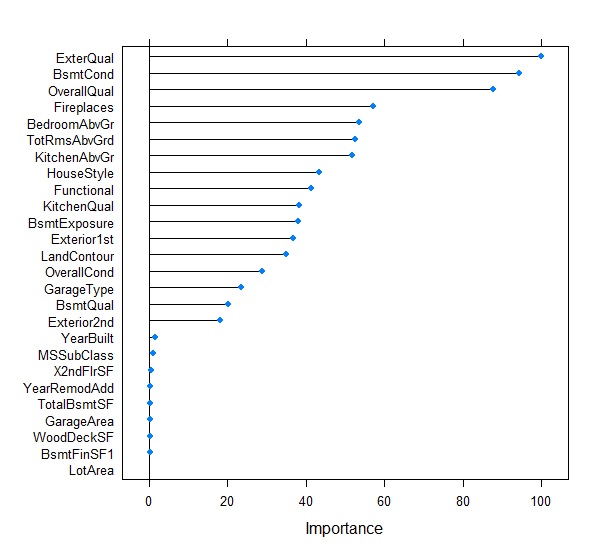 ExterQual
BsmtCond
OverallQual
Fireplaces
BedroomAbvGr
TotRmsAbvGrd
KitchenAbvGr
HouseStyle
Functional
KitchenQual
BsmtExposure
Exterior1st
LandContour
OverallCond
GarageType
BsmtQual
Exterior2nd
YearBuilt
MSSubClass
X2ndFlrSF
YearRemodAdd
TotalBsmtSF
GarageArea
WoodDeckSF
BsmtFinSF1
LotArea
0 20 40 60 80 100
Importance